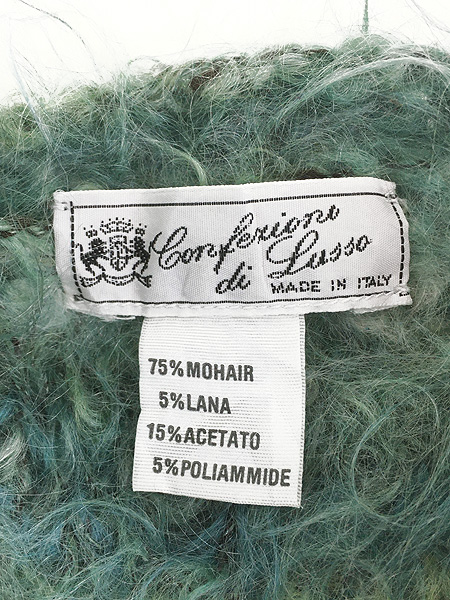 Confezioni
di Lusso
MADE IN ITALY
75%MOHAIR
5%LANA
15%ACETATO
5%POLIAMMIDE